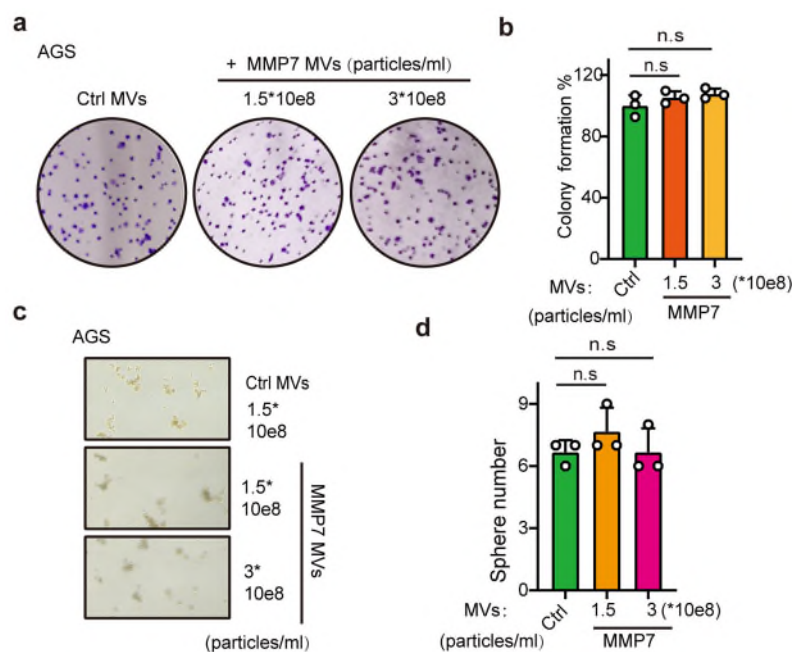 a
AGS
+ MMP7 MVs (particles/ml)
Ctrl MVs
1.5*10e8
3*10e8
b
n.s
n.s
Colony formation %
120
80
40
0
Ctrl
MVs: 1.5 3 (*10e8)
(particles/ml) MMP7
c
AGS
Ctrl MVs
1.5*
10e8
1.5*
10e8
3*
10e8
MMP7 MVs
(particles/ml)
d
n.s
n.s
Sphere number
9
6
3
0
Ctrl
MVs: 1.5 3 (*10e8)
(particles/ml) MMP7